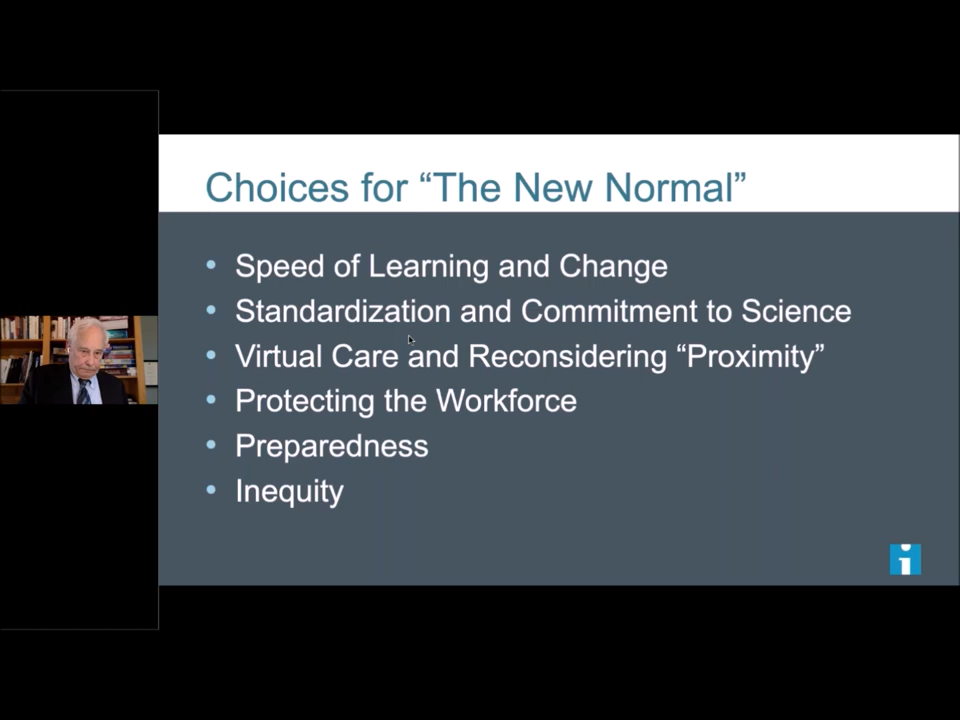 Choices for “The New Normal”
• Speed of Learning and Change
• Standardization and Commitment to Science
• Virtual Care and Reconsidering “Proximity”
• Protecting the Workforce
• Preparedness
• Inequity